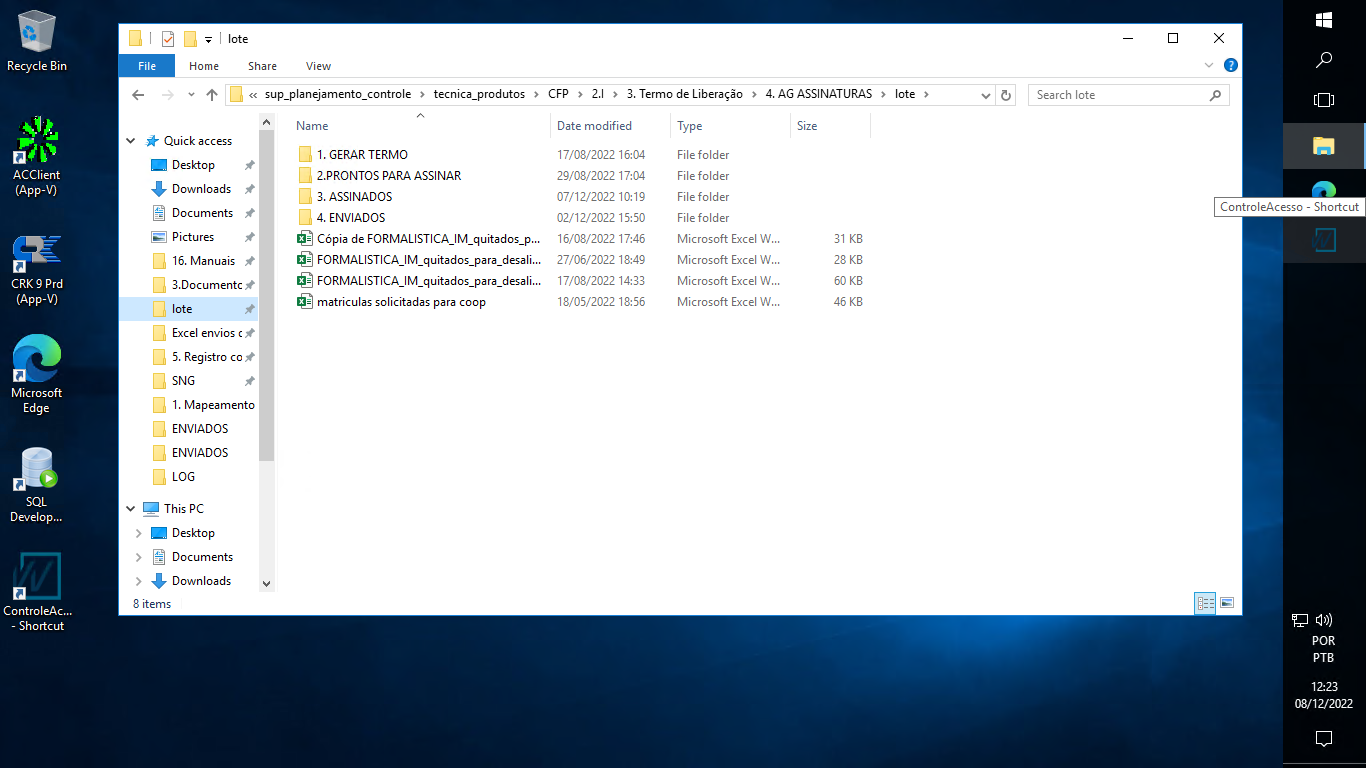 Recycle Bin
ACClient
(App-V)
CRK 9 Prd
(App-V)
Microsoft
Edge
SQL
Develop...
ControleAc...
- Shortcut
lote
File Home Share View
« sup_planejamento_controle > tecnica_produtos > CFP > 2.I > 3. Termo de Liberação > 4. AG ASSINATURAS > lote >
Search lote
Quick access
Desktop
Downloads
Documents
Pictures
16. Manuais
3.Documento
lote
Excel envios c
5. Registro co
SNG
1. Mapeamento
ENVIADOS
ENVIADOS
LOG
This PC
Desktop
Documents
Downloads
Name Date modified Type Size
1. GERAR TERMO 17/08/2022 16:04 File folder
2.PRONTOS PARA ASSINAR 29/08/2022 17:04 File folder
3. ASSINADOS 07/12/2022 10:19 File folder
4. ENVIADOS 02/12/2022 15:50 File folder
Cópia de FORMALISTICA_IM_quitados_p... 16/08/2022 17:46 Microsoft Excel W... 31 KB
FORMALISTICA_IM_quitados_para_desali... 27/06/2022 18:49 Microsoft Excel W... 28 KB
FORMALISTICA_IM_quitados_para_desali... 17/08/2022 14:33 Microsoft Excel W... 60 KB
matriculas solicitadas para coop 18/05/2022 18:56 Microsoft Excel W... 46 KB
8 items
ControleAcesso - Shortcut
POR
PTB
12:23
08/12/2022